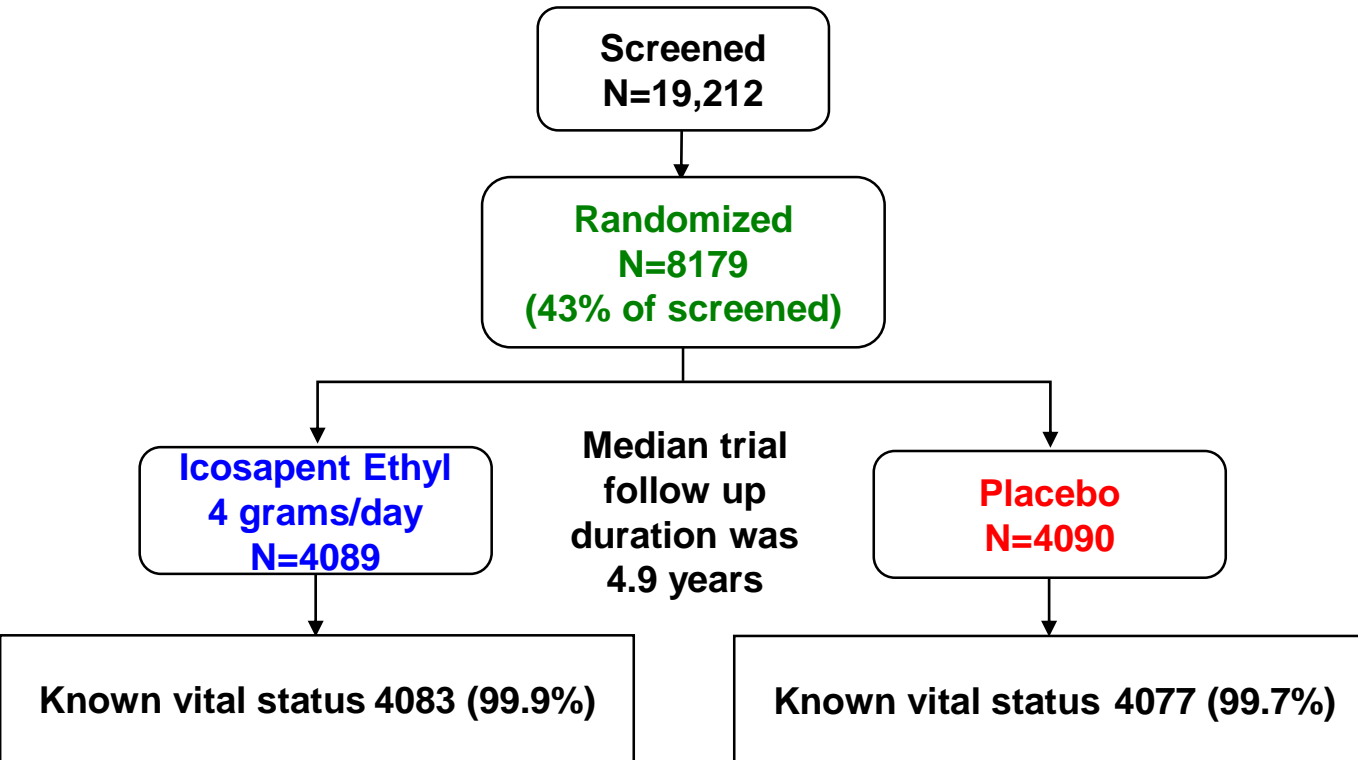 Screened
N=19,212
Randomized
N=8179
(43% of screened)
Icosapent Ethyl
4 grams/day
N=4089
Median trial
follow up
duration was
4.9 years
Placebo
N=4090
Known vital status 4083 (99.9%)
Known vital status 4077 (99.7%)